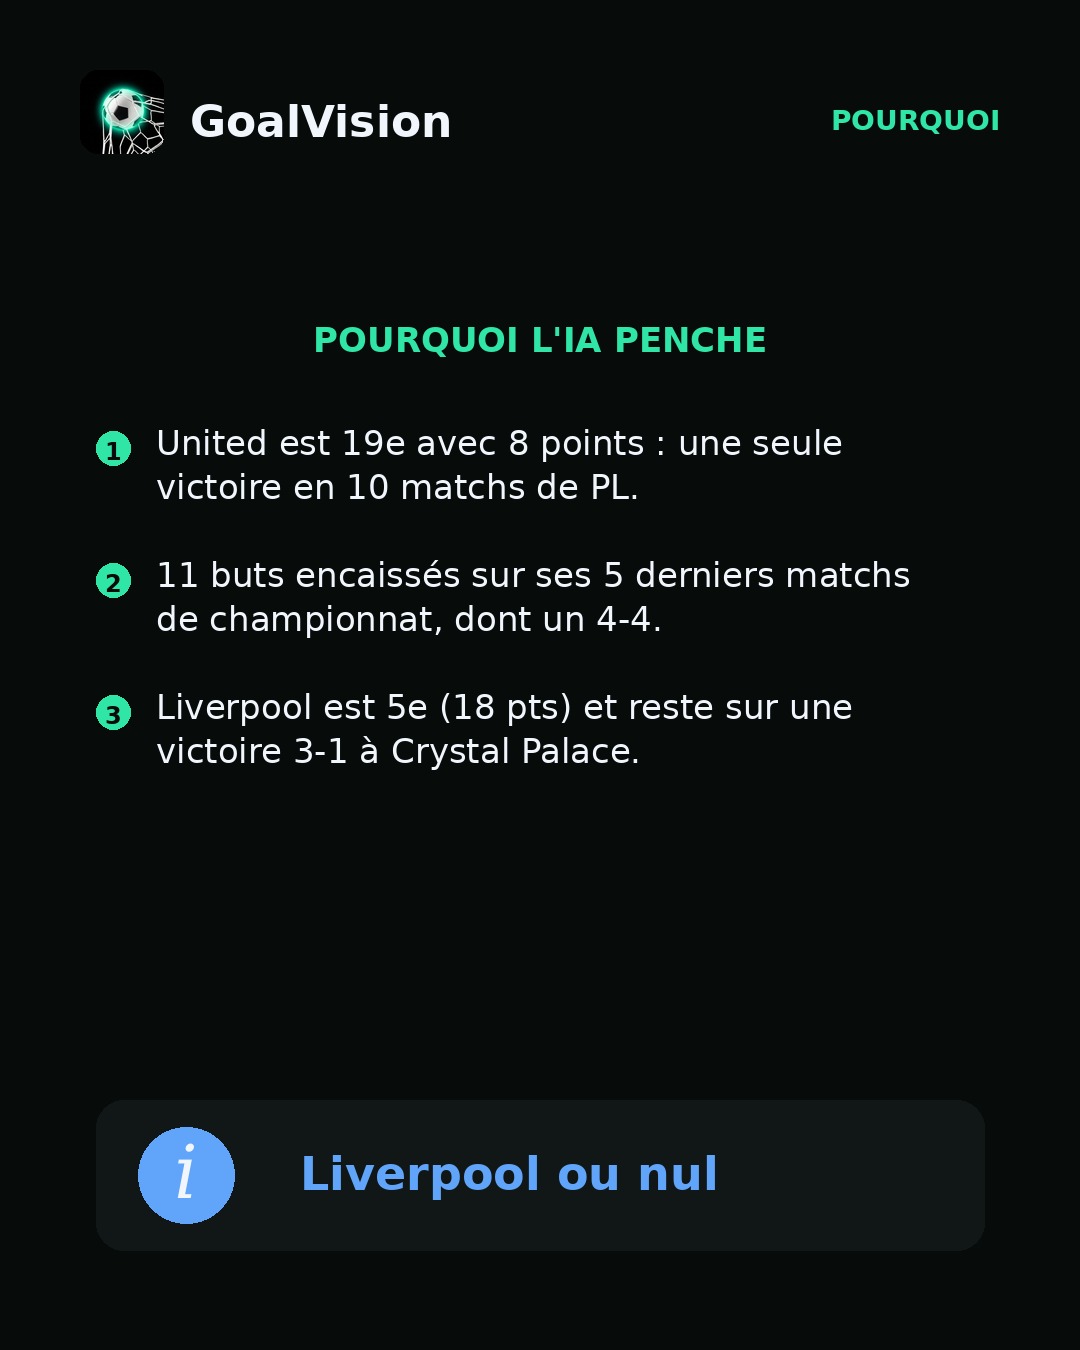 GoalVision
POURQUOI
POURQUOI L'IA PENCHE
1 United est 19e avec 8 points : une seule
victoire en 10 matchs de PL.
2 11 buts encaissés sur ses 5 derniers matchs
de championnat, dont un 4-4.
3 Liverpool est 5e (18 pts) et reste sur une
victoire 3-1 à Crystal Palace.
i Liverpool ou nul